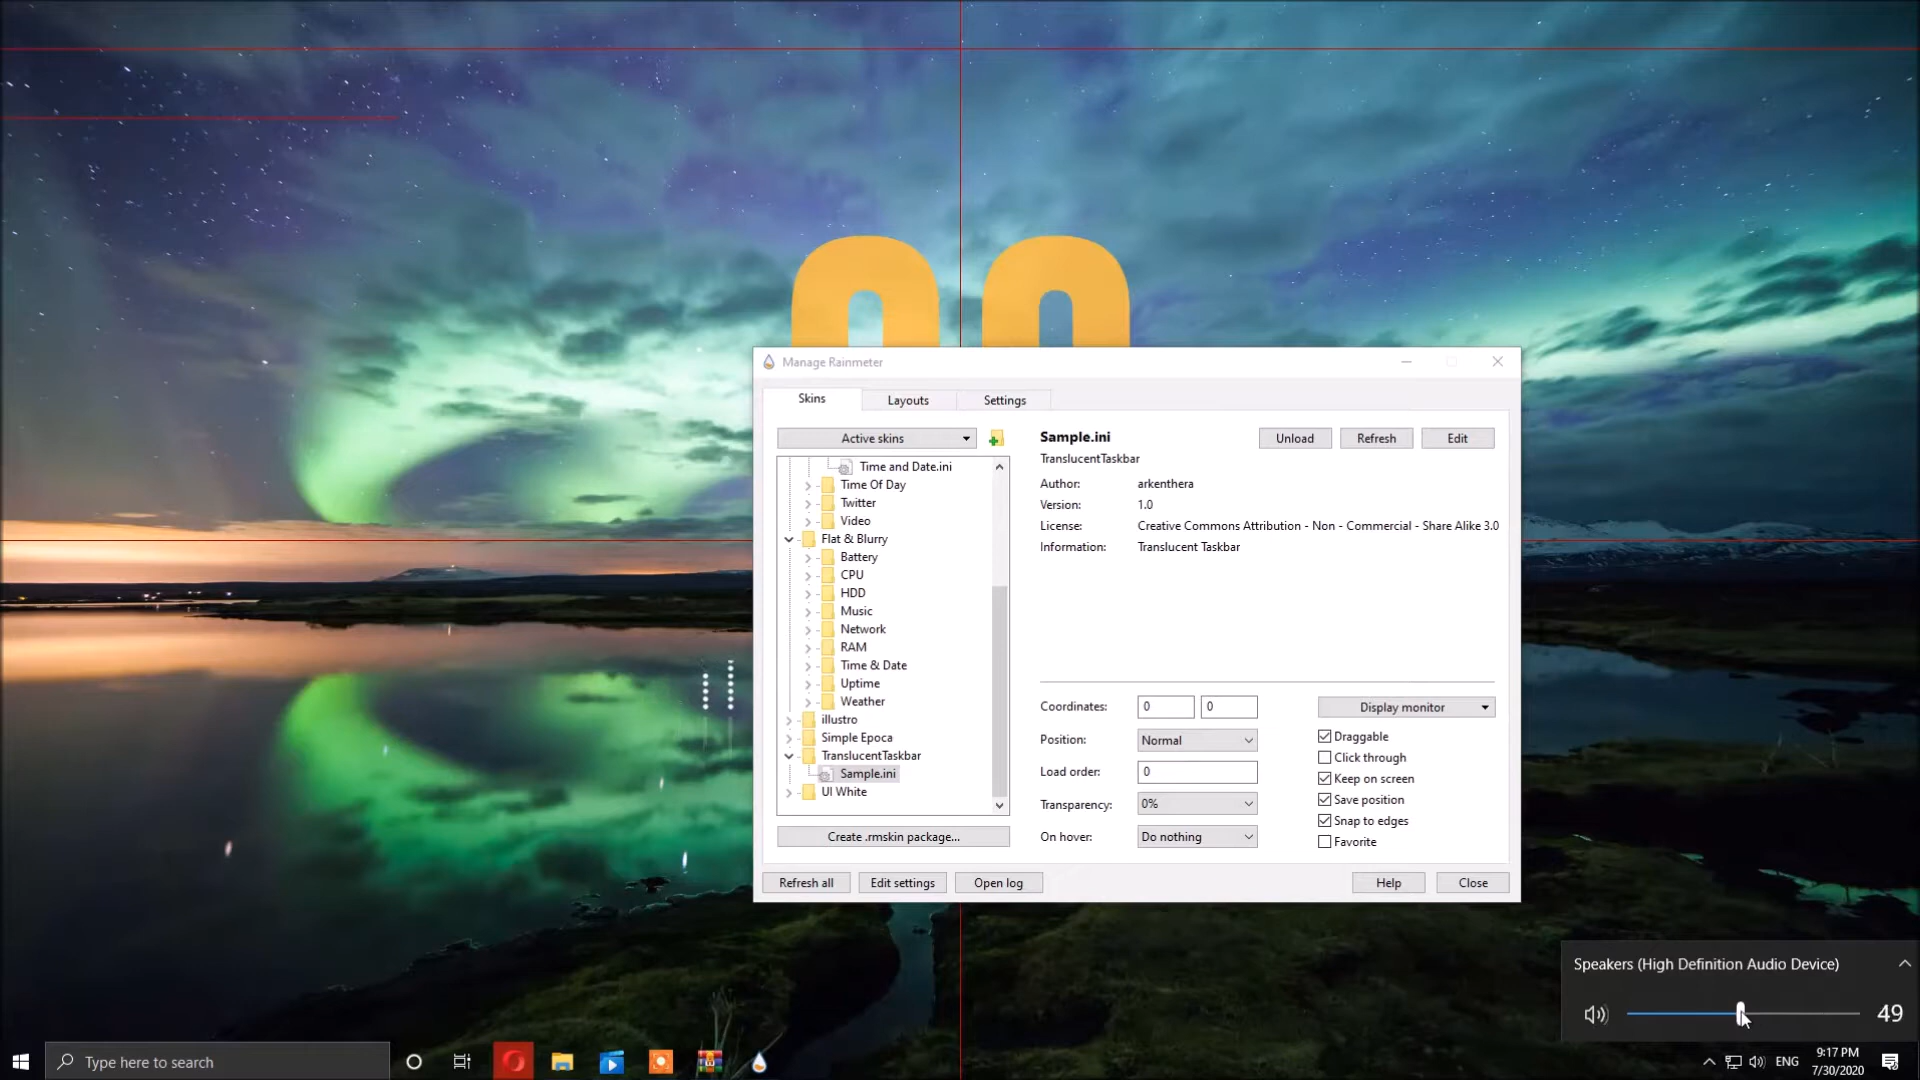 Manage Rainmeter
Skins
Layouts
Settings
Active skins
Time and Date.ini
Time Of Day
Twitter
Video
Flat & Blurry
Battery
CPU
HDD
Music
Network
RAM
Time & Date
Uptime
Weather
illustro
Simple Epoca
TranslucentTaskbar
Sample.ini
UI White
Create .rmskin package...
Sample.ini
Unload
Refresh
Edit
TranslucentTaskbar
Author: arkenthera
Version: 1.0
License: Creative Commons Attribution - Non - Commercial - Share Alike 3.0
Information: Translucent Taskbar
Coordinates: 0 0
Display monitor
Position: Normal
Load order: 0
Transparency: 0%
On hover: Do nothing
Draggable
Click through
Keep on screen
Save position
Snap to edges
Favorite
Refresh all
Edit settings
Open log
Help
Close
Speakers (High Definition Audio Device)
49
Type here to search
ENG
9:17 PM
7/30/2020